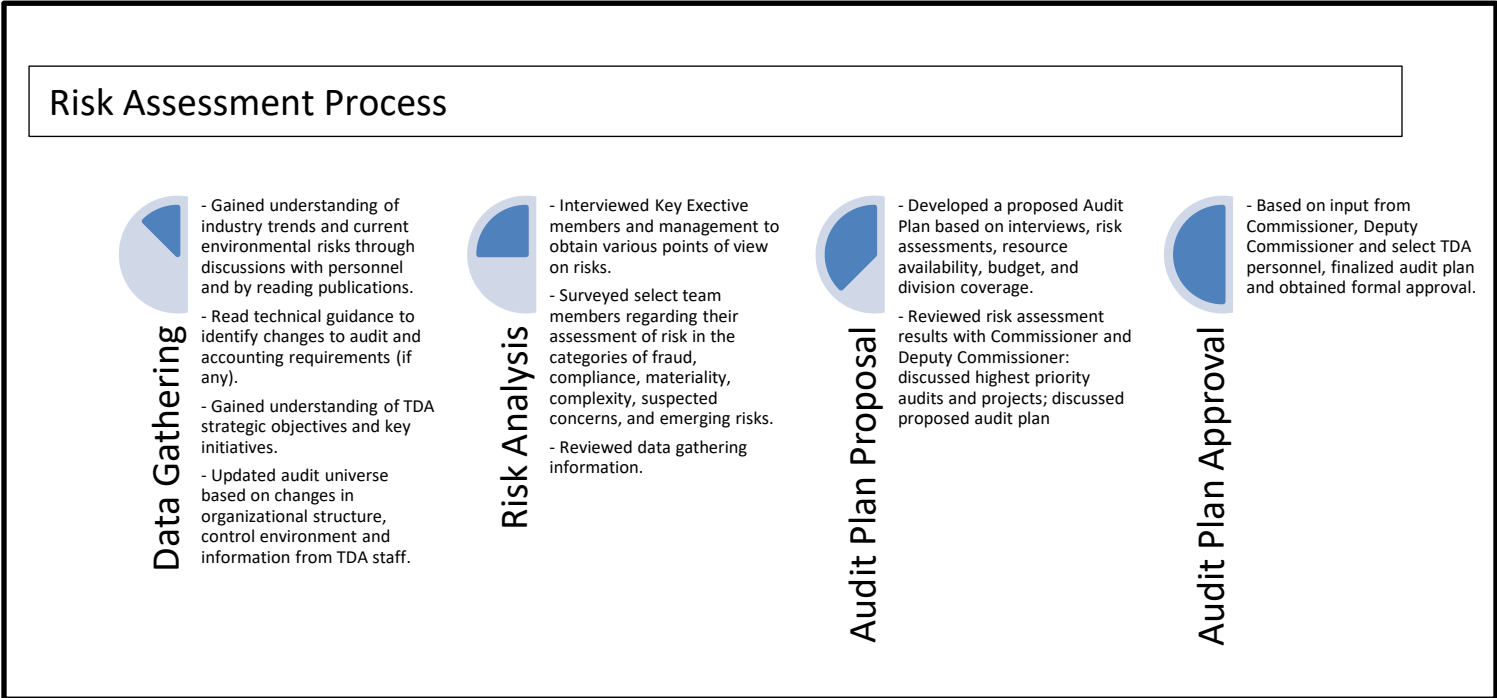 Risk Assessment Process
Data Gathering
- Gained understanding of
industry trends and current
environmental risks through
discussions with personnel
and by reading publications.
- Read technical guidance to
identify changes to audit and
accounting requirements (if
any).
- Gained understanding of TDA
strategic objectives and key
initiatives.
- Updated audit universe
based on changes in
organizational structure,
control environment and
information from TDA staff.
Risk Analysis
- Interviewed Key Exective
members and management to
obtain various points of view
on risks.
- Surveyed select team
members regarding their
assessment of risk in the
categories of fraud,
compliance, materiality,
complexity, suspected
concerns, and emerging risks.
- Reviewed data gathering
information.
Audit Plan Proposal
- Developed a proposed Audit
Plan based on interviews, risk
assessments, resource
availability, budget, and
division coverage.
- Reviewed risk assessment
results with Commissioner and
Deputy Commissioner:
discussed highest priority
audits and projects; discussed
proposed audit plan
Audit Plan Approval
- Based on input from
Commissioner, Deputy
Commissioner and select TDA
personnel, finalized audit plan
and obtained formal approval.